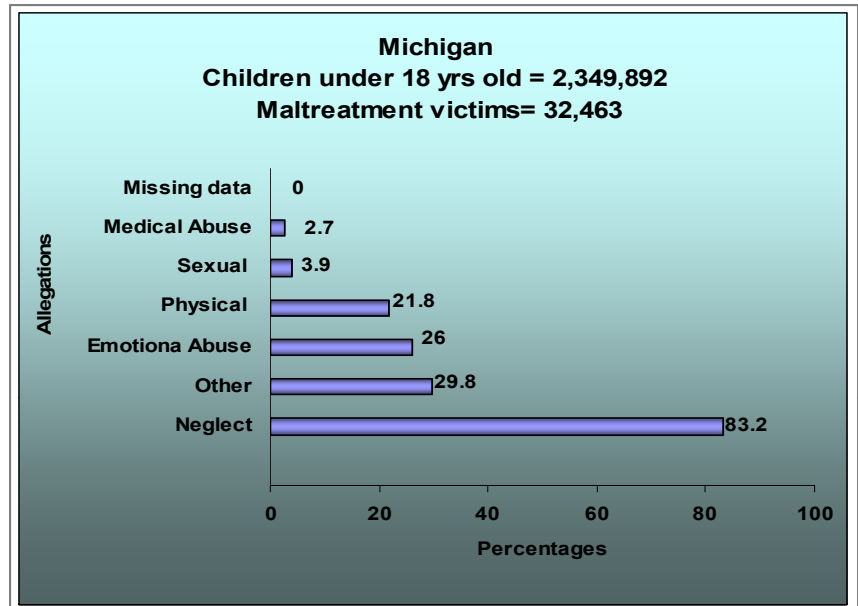 Michigan
Children under 18 yrs old = 2,349,892
Maltreatment victims= 32,463
Allegations
Missing data 0
Medical Abuse 2.7
Sexual 3.9
Physical 21.8
Emotiona Abuse 26
Other 29.8
Neglect 83.2
0 20 40 60 80 100
Percentages